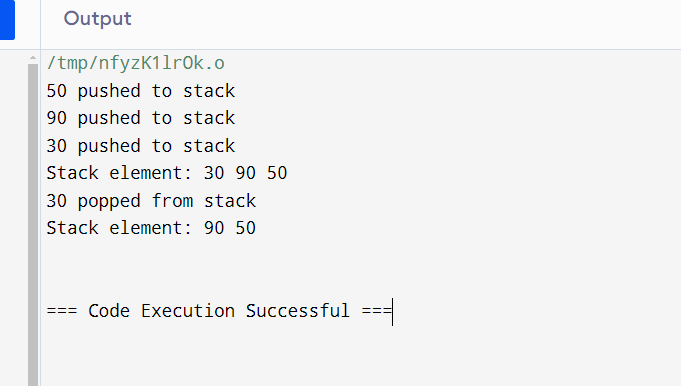 Output
/tmp/nfyzK1lrOk.o
50 pushed to stack
90 pushed to stack
30 pushed to stack
Stack element: 30 90 50
30 popped from stack
Stack element: 90 50
=== Code Execution Successful ===